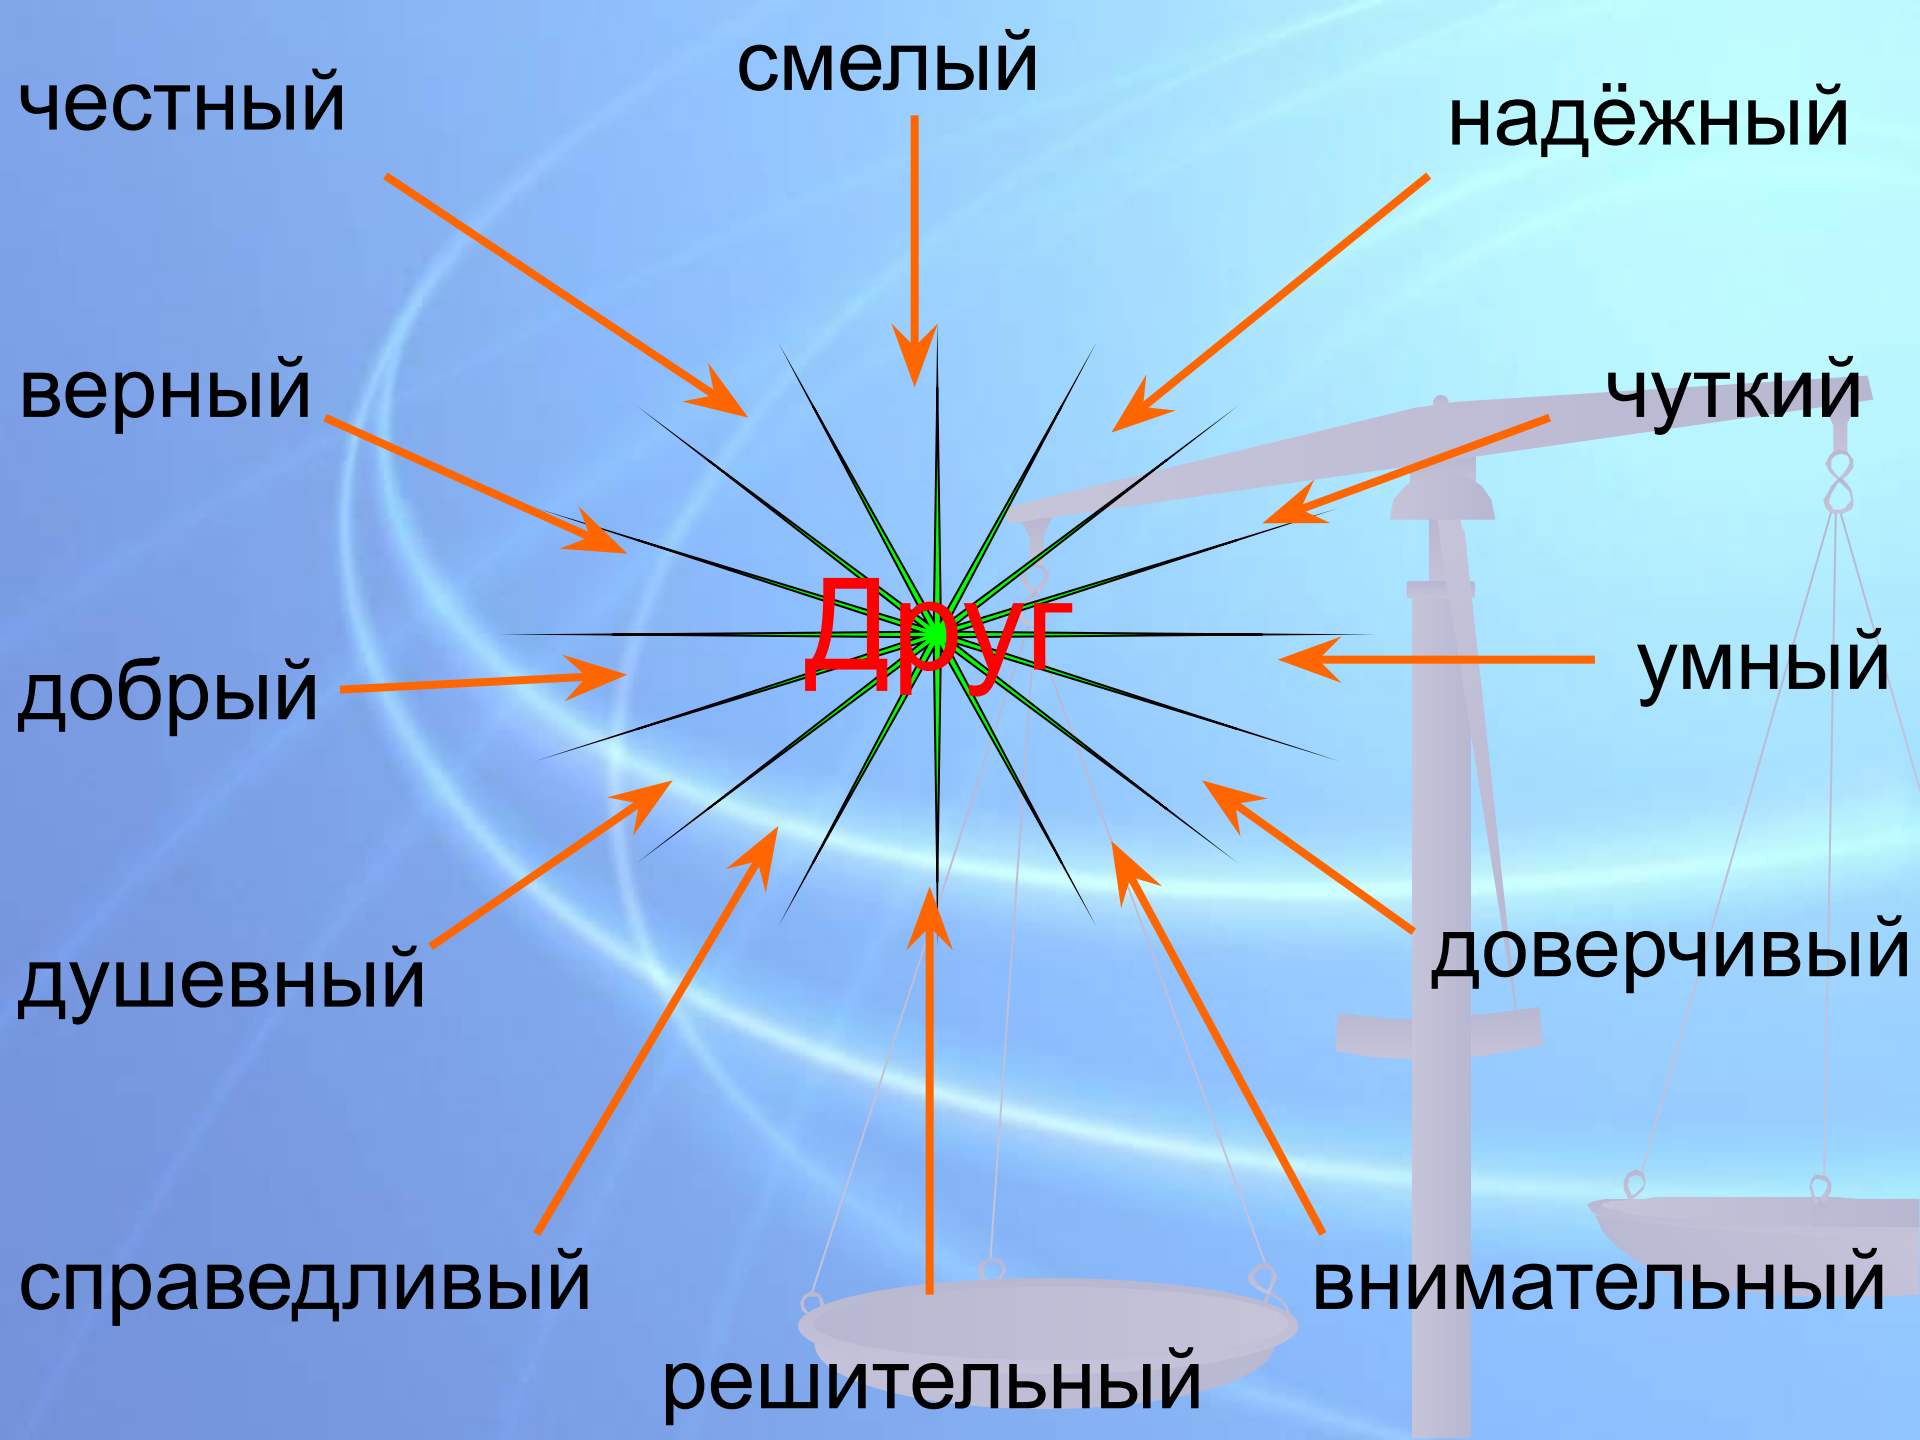 смелый
честный
надёжный
верный
чуткий
Друг
добрый
умный
душевный
доверчивый
справедливый
внимательный
решительный